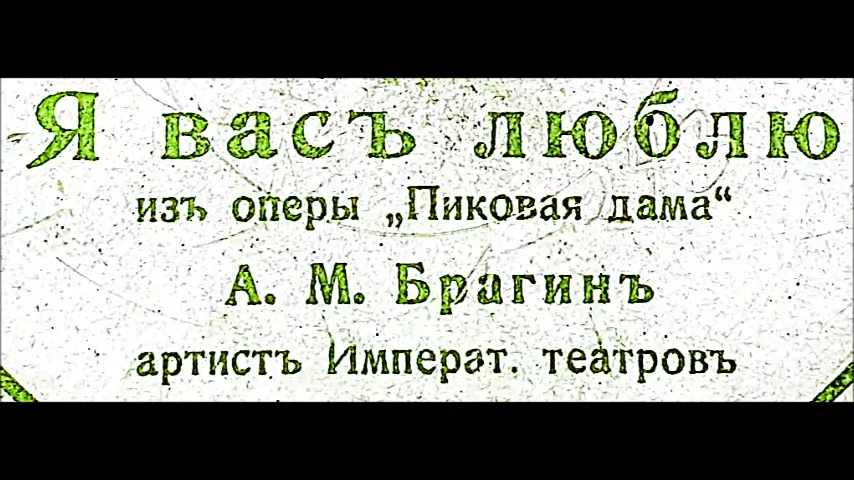 Я васъ люблю
изъ оперы „Пиковая дама“
А. М. Брагинъ
артистъ Императ. театровъ